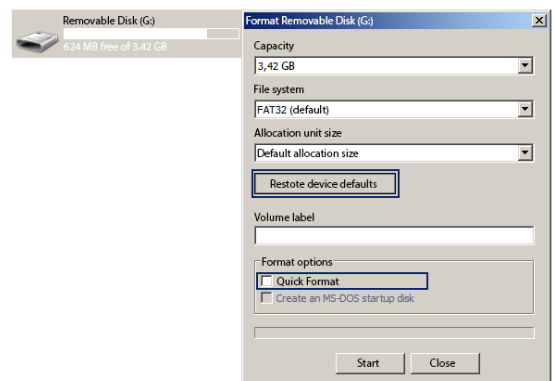 Removable Disk (G:)
624 MB free of 3.42 GB
Format Removable Disk (G:)
Capacity
3,42 GB
File system
FAT32 (default)
Allocation unit size
Default allocation size
Restote device defaults
Volume label
Format options
Quick Format
Create an MS-DOS startup disk
Start Close